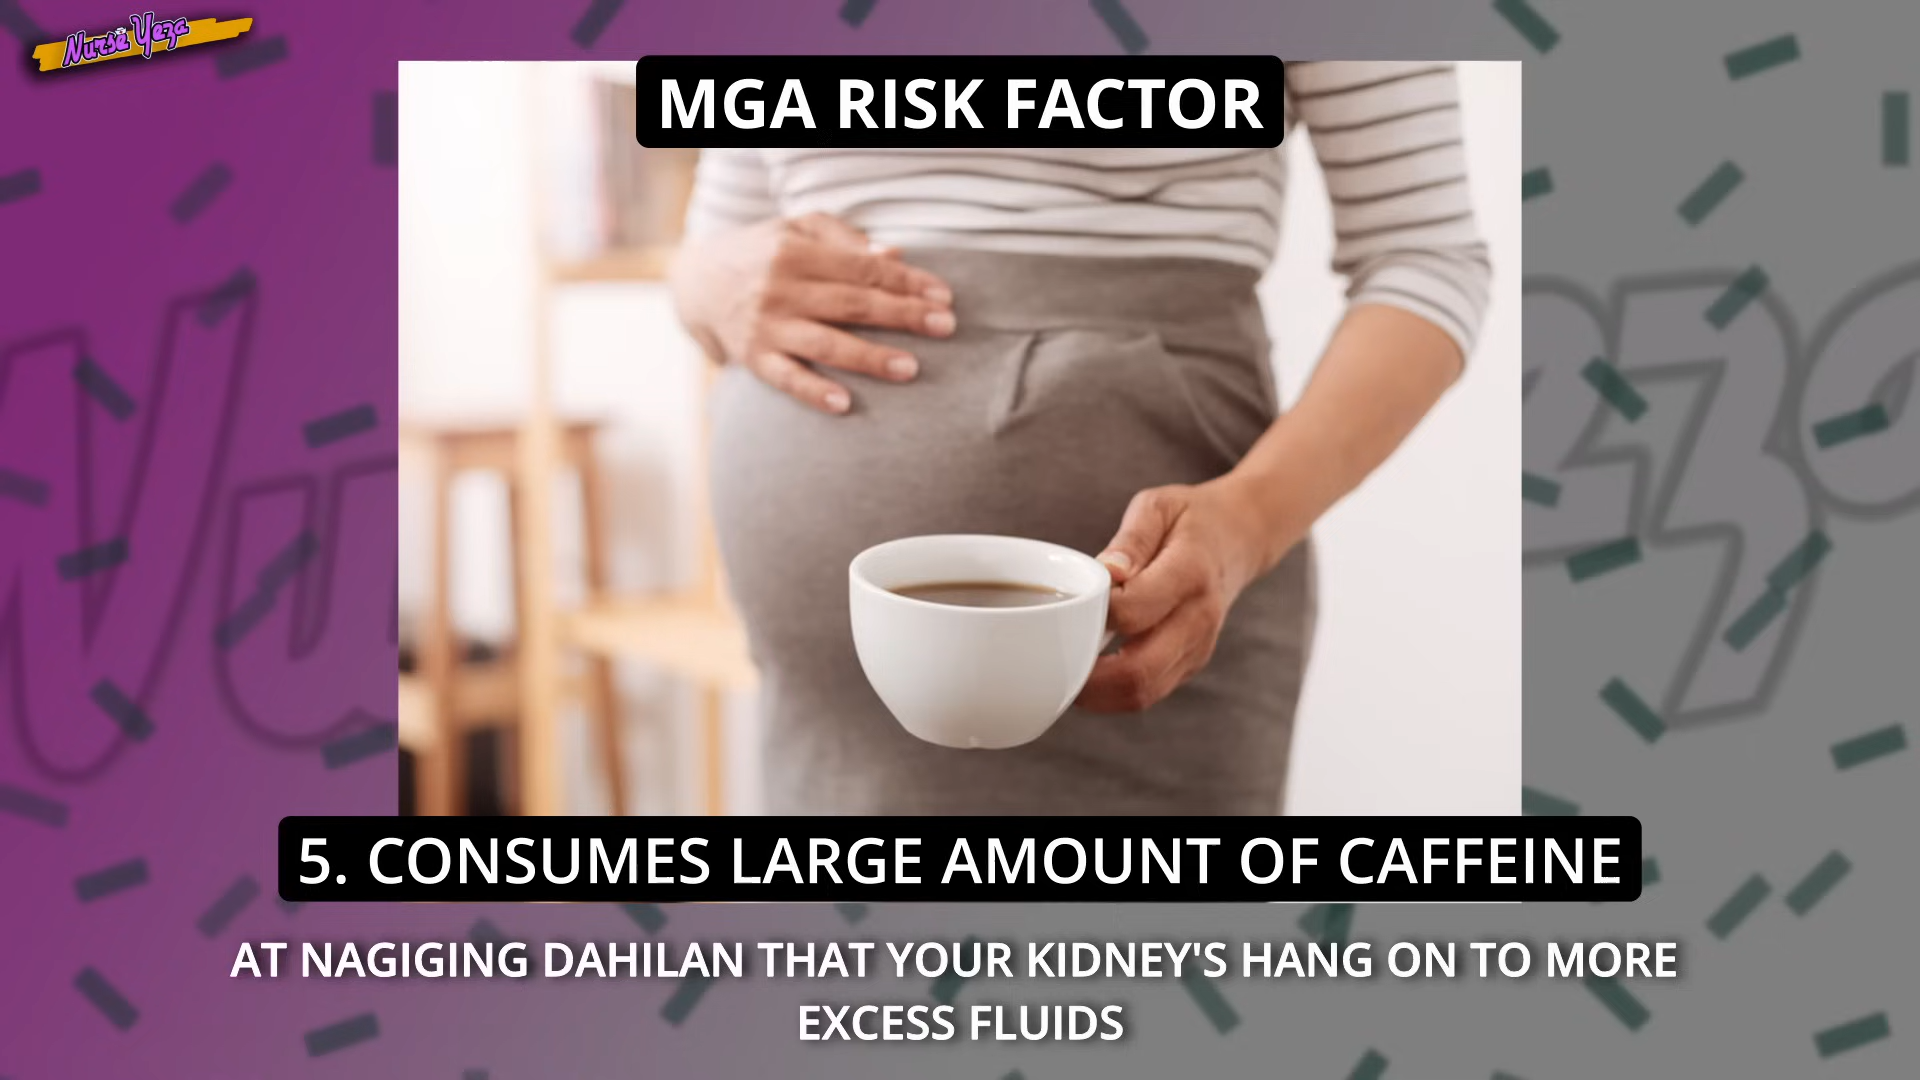 Nurse Yeza
MGA RISK FACTOR
5. CONSUMES LARGE AMOUNT OF CAFFEINE
AT NAGIGING DAHILAN THAT YOUR KIDNEY'S HANG ON TO MORE
EXCESS FLUIDS